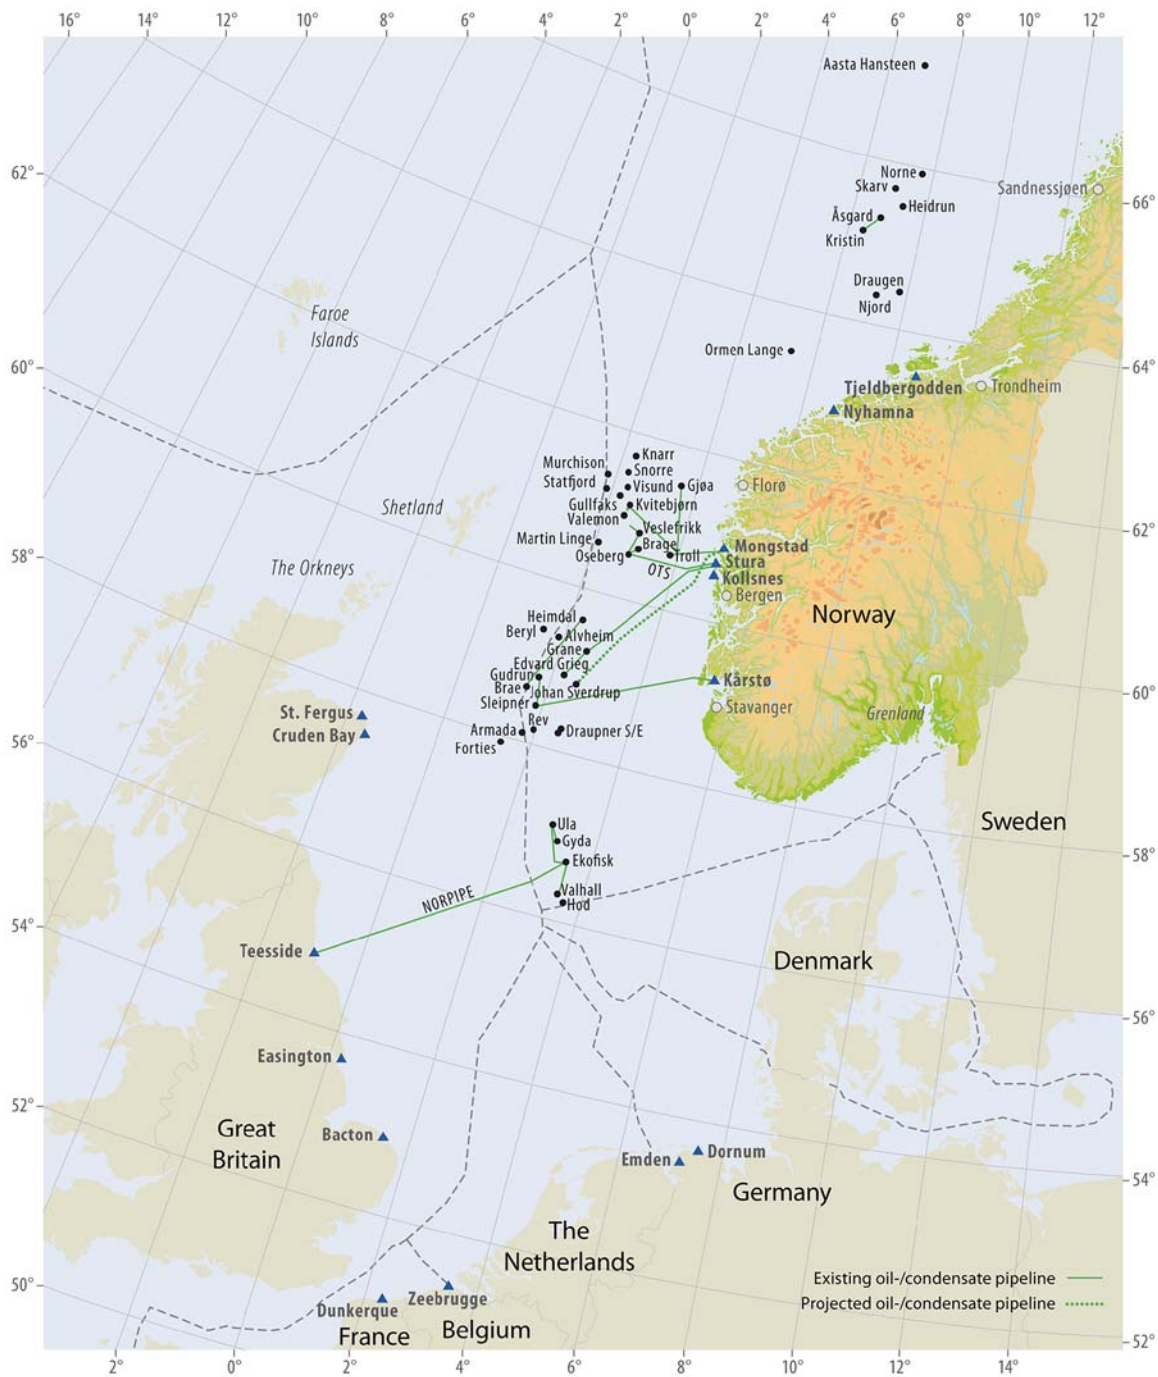 16° 14° 12° 10° 8° 6° 4° 2° 0° 2° 4° 6° 8° 10° 12°
Aasta Hansteen
62°
Norne
Skarv
Sandnessjøen
66°
Heidrun
Åsgard
Kristin
Draugen
Njord
Faroe
Islands
Ormen Lange
60°
64°
Tjeldbergodden
Trondheim
Nyhamna
Knarr
Murchison
Snorre
Statfjord
Visund
Gjøa
Florø
Gullfaks
Kvitebjørn
Shetland
Valemon
Veslefrikk
62°
Martin Linge
Brage
Mongstad
Oseberg
Troll
58°
Stura
OTS
The Orkneys
Kollsnes
Bergen
Heimdal
Norway
Beryl
Alvheim
Grane
Edvard Grieg
Gudrun
Kårstø
Brae
Johan Sverdrup
60°
Sleipner
Stavanger
St. Fergus
Grenland
Rev
Cruden Bay
Armada
Draupner S/E
56°
Forties
Ula
Sweden
Gyda
Ekofisk
58°
Valhall
NORPIPE
Hod
54°
Teesside
Denmark
56°
Easington
52°
Great
Britain
Bacton
Dornum
Emden
54°
Germany
The
Netherlands
50°
Existing oil-/condensate pipeline
Zeebrugge
Projected oil-/condensate pipeline
Dunkerque
Belgium
France
52°
2° 0° 2° 4° 6° 8° 10° 12° 14°